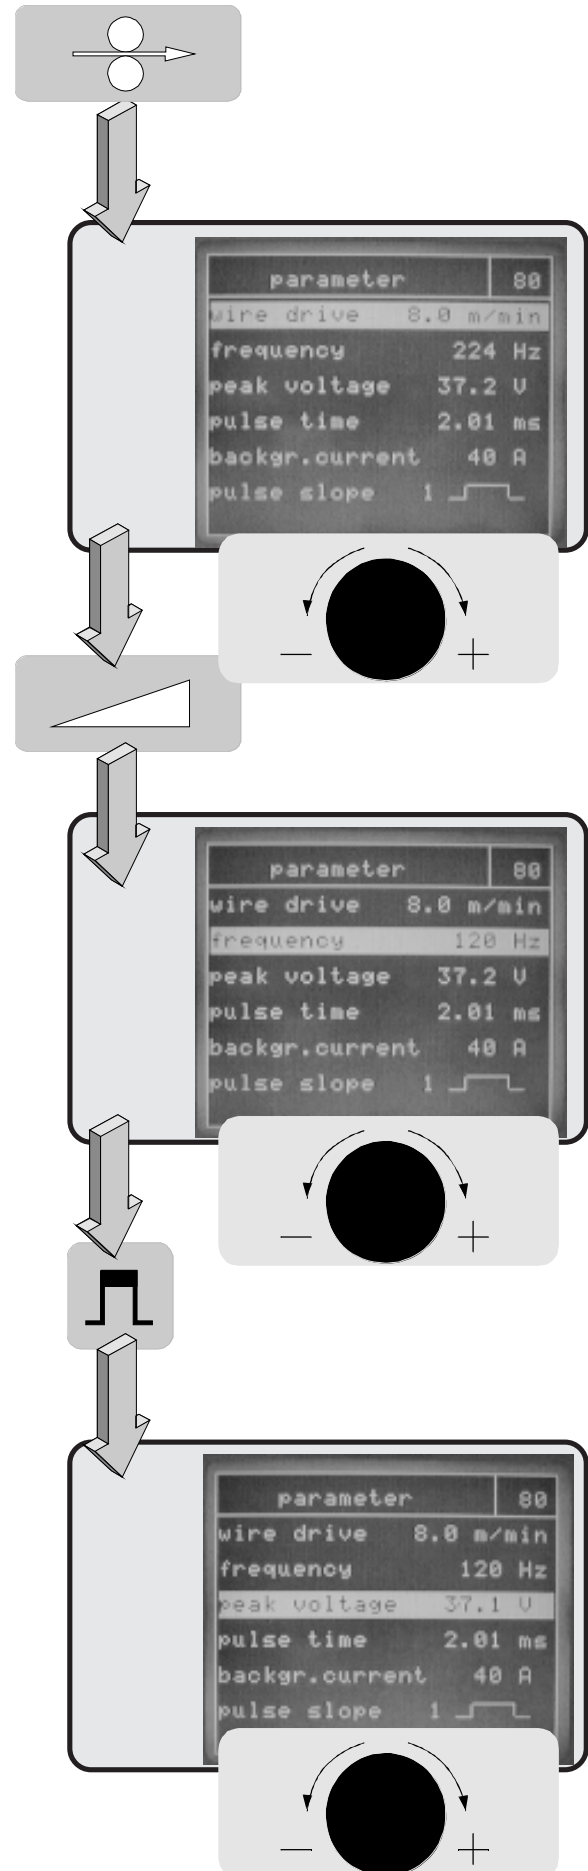 parameter 80
wire drive 8.0 m/min
frequency 224 Hz
peak voltage 37.2 V
pulse time 2.01 ms
backgr.current 40 A
pulse slope 1
− +
parameter 80
wire drive 8.0 m/min
frequency 120 Hz
peak voltage 37.2 V
pulse time 2.01 ms
backgr.current 40 A
pulse slope 1
− +
parameter 80
wire drive 8.0 m/min
frequency 120 Hz
peak voltage 37.1 V
pulse time 2.01 ms
backgr.current 40 A
pulse slope 1
− +